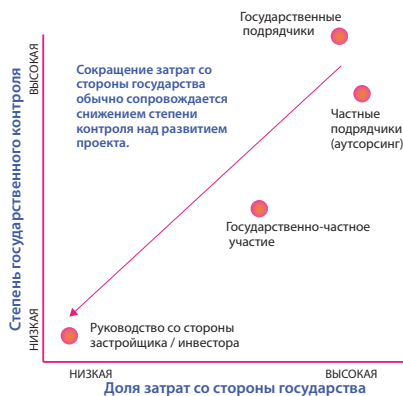 Государственные
подрядчики
Сокращение затрат со
стороны государства
обычно сопровождается
снижением степени
контроля над развитием
проекта.
Частные
подрядчики
(аутсорсинг)
Государственно-частное
участие
Руководство со стороны
застройщика / инвестора
Степень государственного контроля
ВЫСОКАЯ
НИЗКАЯ
НИЗКАЯ
ВЫСОКАЯ
Доля затрат со стороны государства